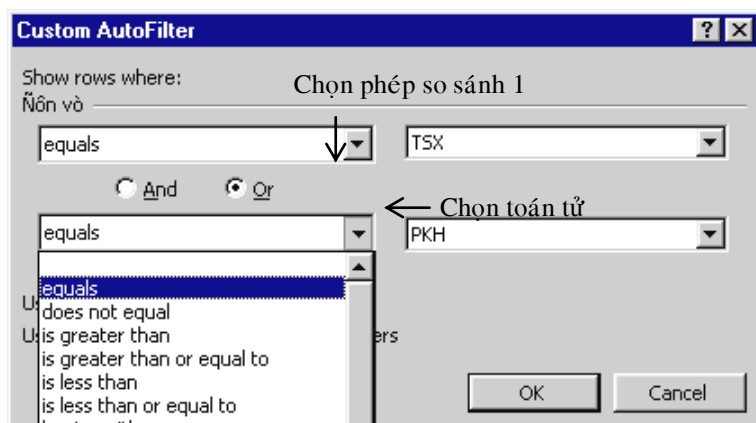 Custom AutoFilter
Show rows where:
Chọn phép so sánh 1
Ñôn vò
equals TSX
And Or
Chọn toán tử
equals PKH
equals
does not equal
is greater than
is greater than or equal to
is less than
is less than or equal to
OK Cancel